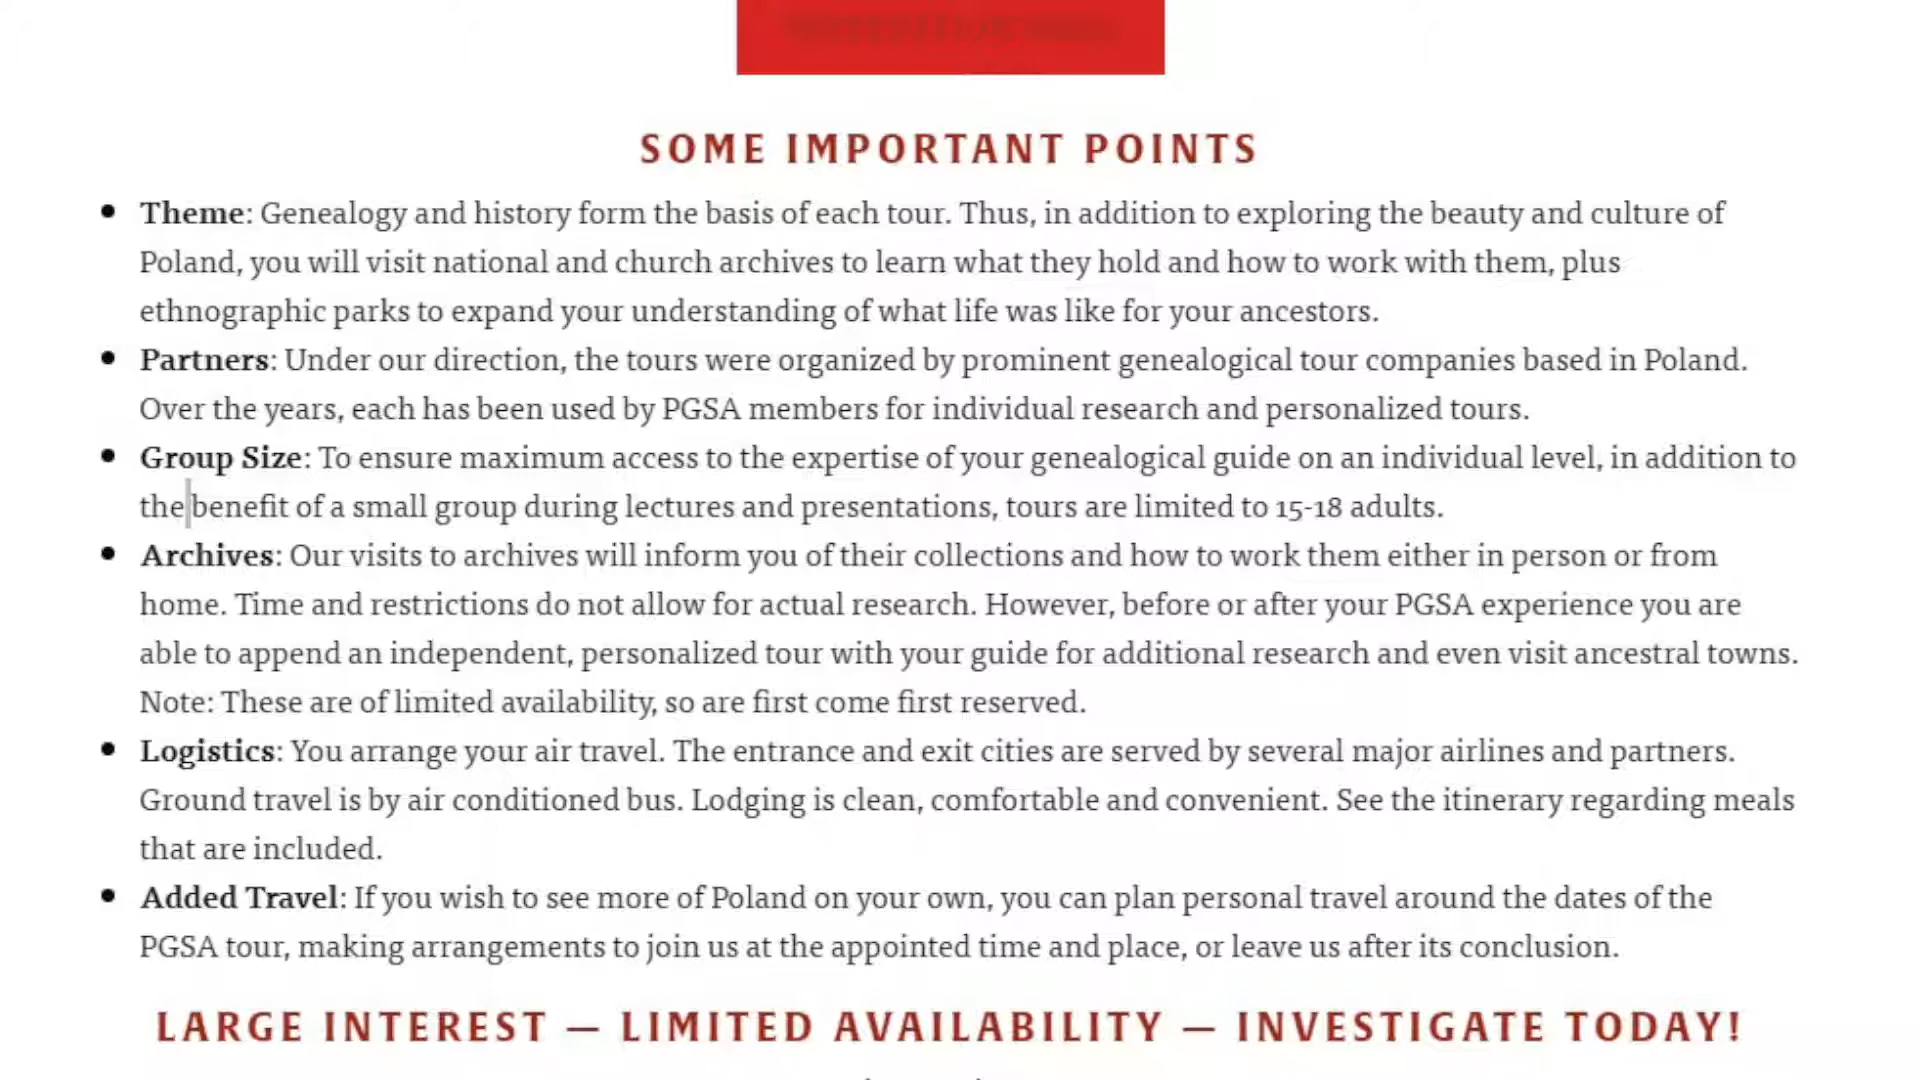 SOME IMPORTANT POINTS
• Theme: Genealogy and history form the basis of each tour. Thus, in addition to exploring the beauty and culture of
Poland, you will visit national and church archives to learn what they hold and how to work with them, plus
ethnographic parks to expand your understanding of what life was like for your ancestors.
• Partners: Under our direction, the tours were organized by prominent genealogical tour companies based in Poland.
Over the years, each has been used by PGSA members for individual research and personalized tours.
• Group Size: To ensure maximum access to the expertise of your genealogical guide on an individual level, in addition to
the benefit of a small group during lectures and presentations, tours are limited to 15-18 adults.
• Archives: Our visits to archives will inform you of their collections and how to work them either in person or from
home. Time and restrictions do not allow for actual research. However, before or after your PGSA experience you are
able to append an independent, personalized tour with your guide for additional research and even visit ancestral towns.
Note: These are of limited availability, so are first come first reserved.
• Logistics: You arrange your air travel. The entrance and exit cities are served by several major airlines and partners.
Ground travel is by air conditioned bus. Lodging is clean, comfortable and convenient. See the itinerary regarding meals
that are included.
• Added Travel: If you wish to see more of Poland on your own, you can plan personal travel around the dates of the
PGSA tour, making arrangements to join us at the appointed time and place, or leave us after its conclusion.
LARGE INTEREST — LIMITED AVAILABILITY — INVESTIGATE TODAY!